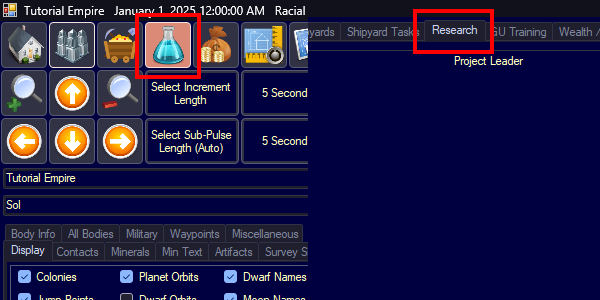 Tutorial Empire January 1, 2025 12:00:00 AM Racial
Shipyard Tasks Research GU Training Wealth /
Project Leader
Select Increment Length
5 Second
Select Sub-Pulse Length (Auto)
5 Second
Tutorial Empire
Sol
Body Info All Bodies Military Waypoints Miscellaneous
Display Contacts Minerals Min Text Artifacts Survey S
Colonies Planet Orbits Dwarf Names
Jump Points Dwarf Orbits Moon Names